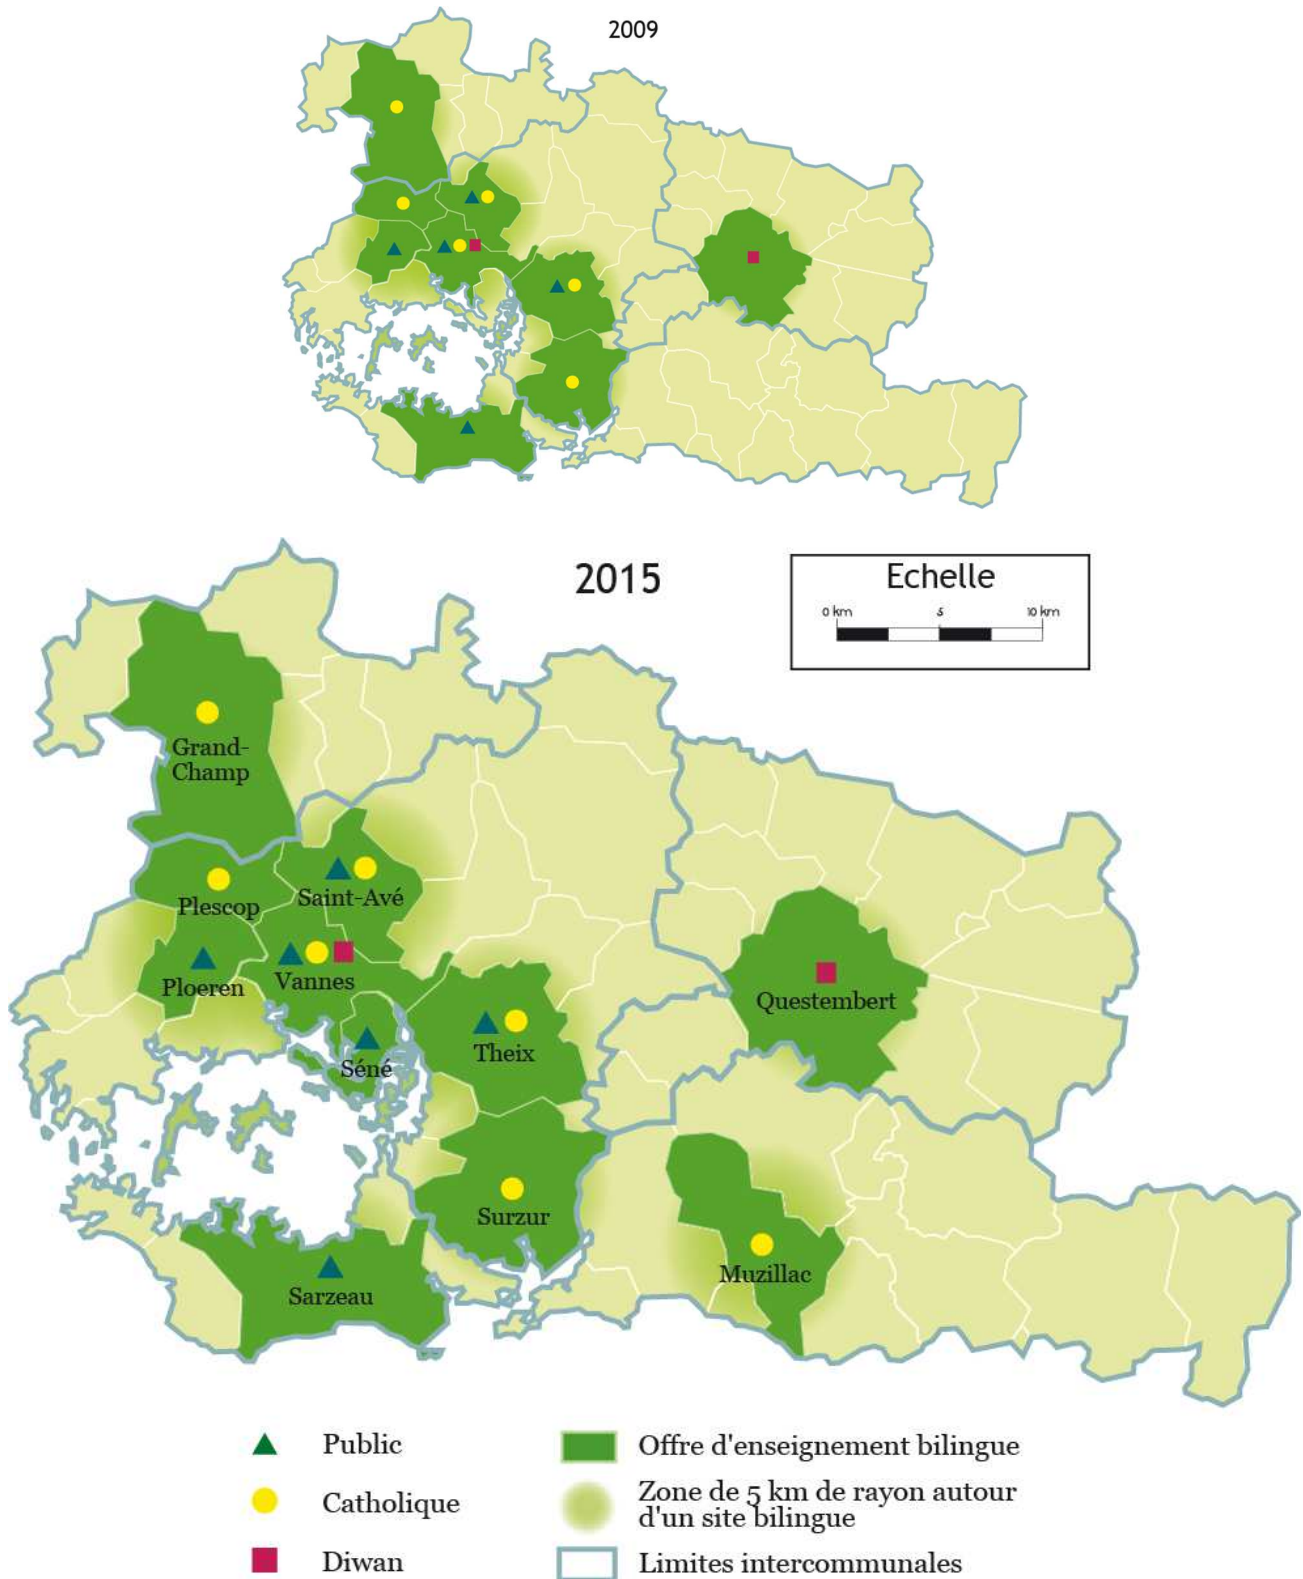 2009
2015
Echelle
0 km 5 10 km
Grand-
Champ
Plescop
Saint-Avé
Ploeren
Vannes
Séné
Theix
Questembert
Surzur
Muzillac
Sarzeau
Public
Offre d'enseignement bilingue
Catholique
Zone de 5 km de rayon autour
d'un site bilingue
Diwan
Limites intercommunales